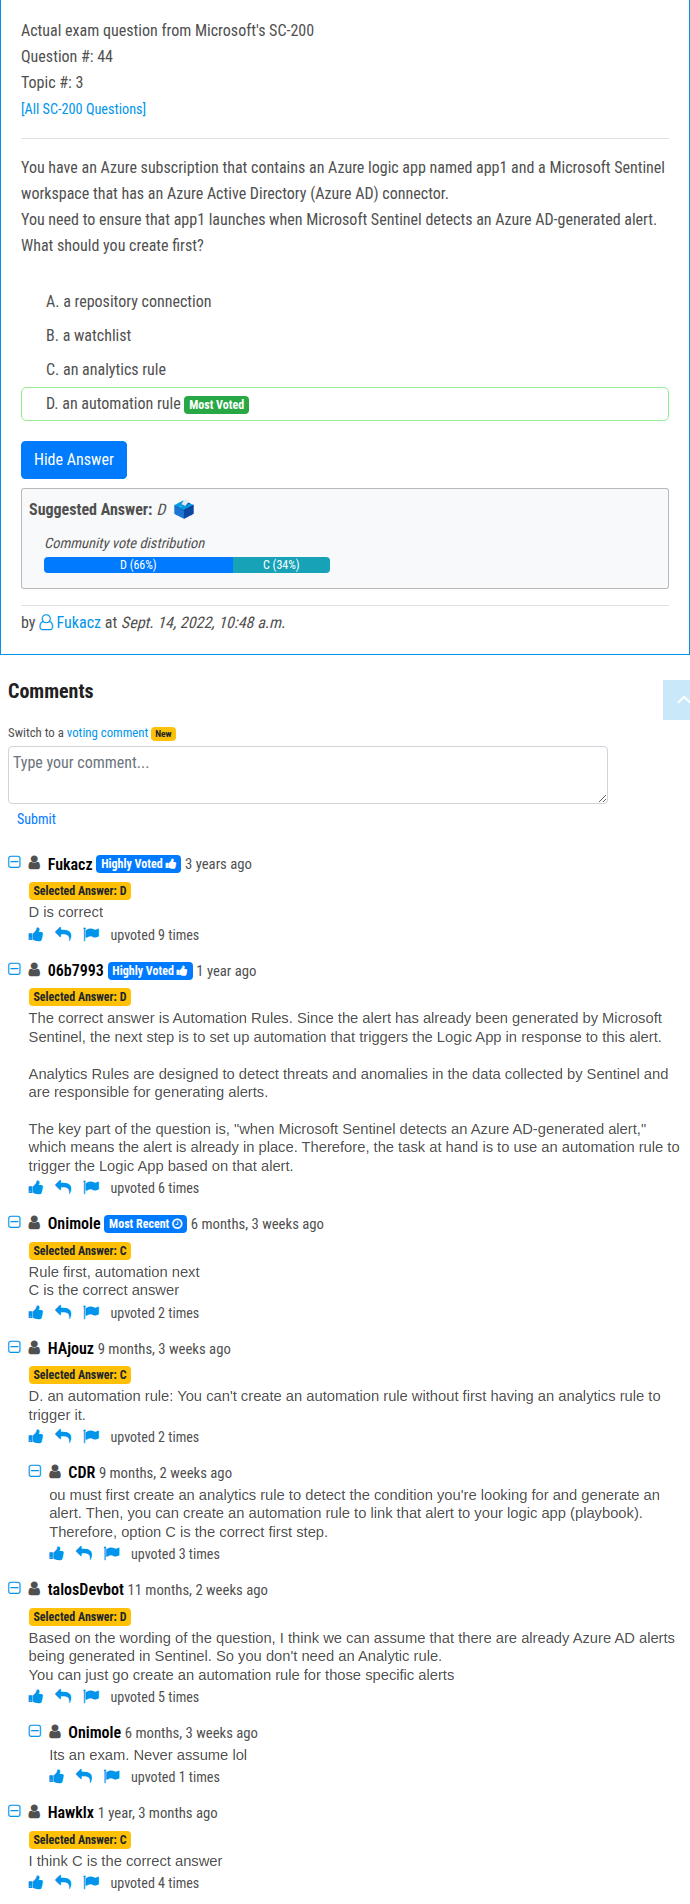 Actual exam question from Microsoft's SC-200
Question #: 44
Topic #: 3
[All SC-200 Questions]
You have an Azure subscription that contains an Azure logic app named app1 and a Microsoft Sentinel
workspace that has an Azure Active Directory (Azure AD) connector.
You need to ensure that app1 launches when Microsoft Sentinel detects an Azure AD-generated alert.
What should you create first?
A. a repository connection
B. a watchlist
C. an analytics rule
D. an automation rule Most Voted
Hide Answer
Suggested Answer: D
Community vote distribution
D (66%) C (34%)
by Fukacz at Sept. 14, 2022, 10:48 a.m.
Comments
Switch to a voting comment New
Type your comment...
Submit
Fukacz Highly Voted 3 years ago
Selected Answer: D
D is correct
upvoted 9 times
06b7993 Highly Voted 1 year ago
Selected Answer: D
The correct answer is Automation Rules. Since the alert has already been generated by Microsoft
Sentinel, the next step is to set up automation that triggers the Logic App in response to this alert.
Analytics Rules are designed to detect threats and anomalies in the data collected by Sentinel and
are responsible for generating alerts.
The key part of the question is, "when Microsoft Sentinel detects an Azure AD-generated alert,"
which means the alert is already in place. Therefore, the task at hand is to use an automation rule to
trigger the Logic App based on that alert.
upvoted 6 times
Onimole Most Recent 6 months, 3 weeks ago
Selected Answer: C
Rule first, automation next
C is the correct answer
upvoted 2 times
HAjouz 9 months, 3 weeks ago
Selected Answer: C
D. an automation rule: You can't create an automation rule without first having an analytics rule to
trigger it.
upvoted 2 times
CDR 9 months, 2 weeks ago
ou must first create an analytics rule to detect the condition you're looking for and generate an
alert. Then, you can create an automation rule to link that alert to your logic app (playbook).
Therefore, option C is the correct first step.
upvoted 3 times
talosDevbot 11 months, 2 weeks ago
Selected Answer: D
Based on the wording of the question, I think we can assume that there are already Azure AD alerts
being generated in Sentinel. So you don't need an Analytic rule.
You can just go create an automation rule for those specific alerts
upvoted 5 times
Onimole 6 months, 3 weeks ago
Its an exam. Never assume lol
upvoted 1 times
Hawklx 1 year, 3 months ago
Selected Answer: C
I think C is the correct answer
upvoted 4 times